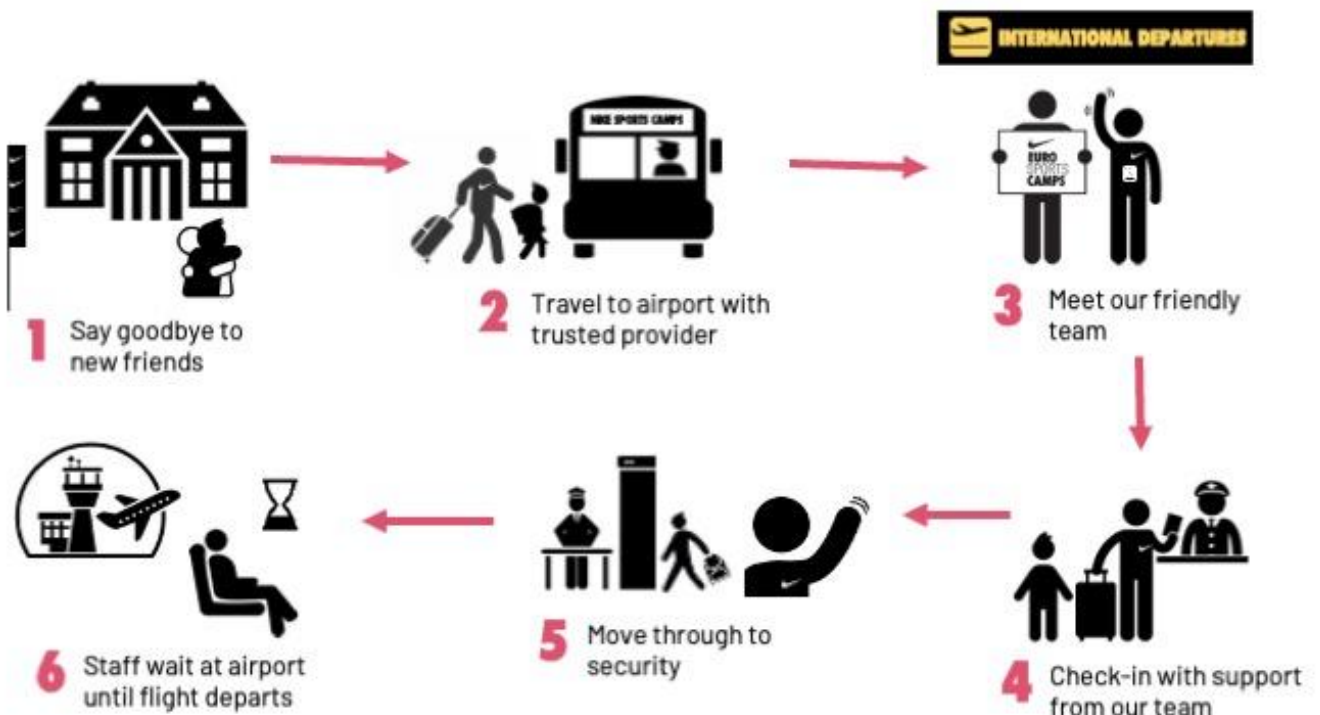 INTERNATIONAL DEPARTURES
NIKE SPORTS CAMPS
EURO
SPORTS
CAMPS
1 Say goodbye to
new friends
2 Travel to airport with
trusted provider
3 Meet our friendly
team
4 Check-in with support
from our team
5 Move through to
security
6 Staff wait at airport
until flight departs